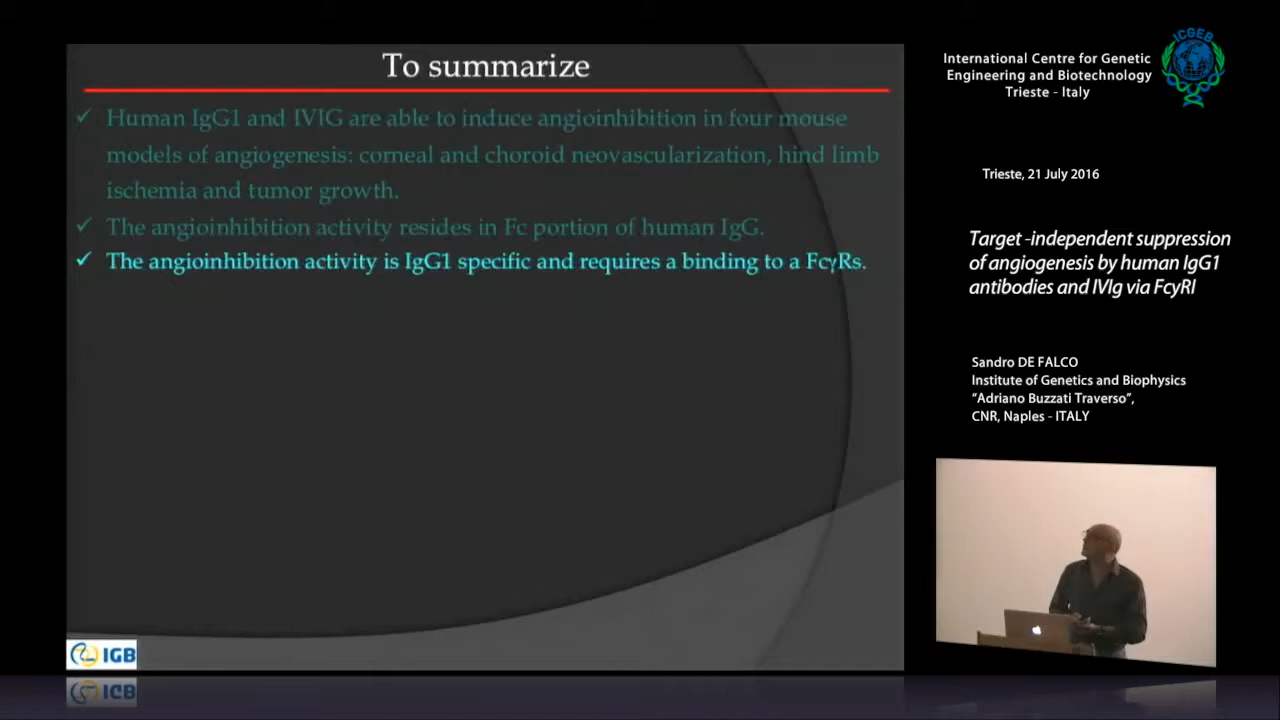 To summarize
✓ Human IgG1 and IVIG are able to induce angioinhibition in four mouse
models of angiogenesis: corneal and choroid neovascularization, hind limb
ischemia and tumor growth.
✓ The angioinhibition activity resides in Fc portion of human IgG.
✓ The angioinhibition activity is IgG1 specific and requires a binding to a FcγRs.
IGB
ICGEB
International Centre for Genetic
Engineering and Biotechnology
Trieste - Italy
Trieste, 21 July 2016
Target -independent suppression
of angiogenesis by human IgG1
antibodies and IVIg via FcγRI
Sandro DE FALCO
Institute of Genetics and Biophysics
“Adriano Buzzati Traverso”,
CNR, Naples - ITALY